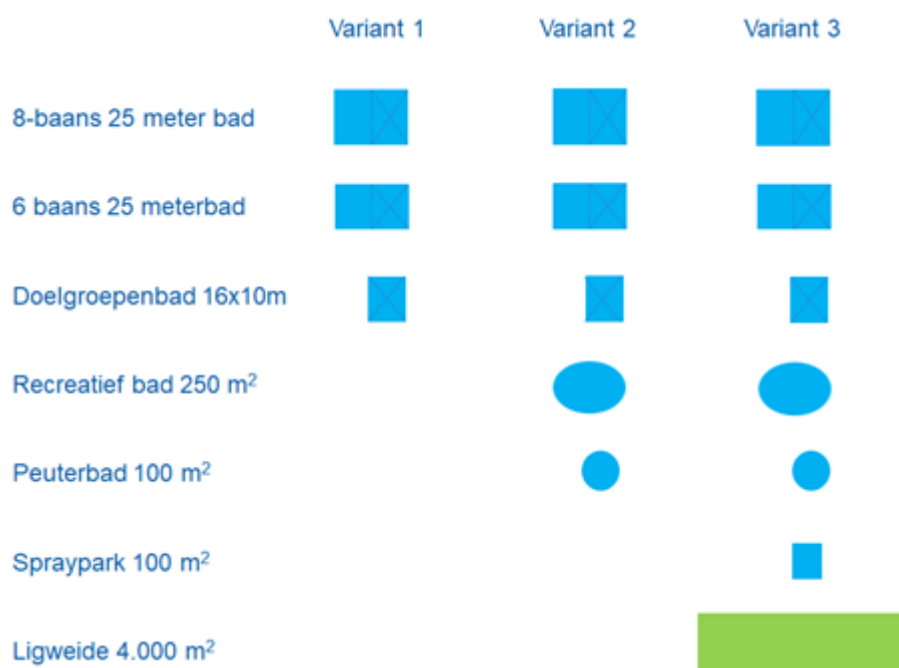 Variant 1 Variant 2 Variant 3
8-baans 25 meter bad
6 baans 25 meterbad
Doelgroepenbad 16x10m
Recreatief bad 250 m²
Peuterbad 100 m²
Spraypark 100 m²
Ligweide 4.000 m²